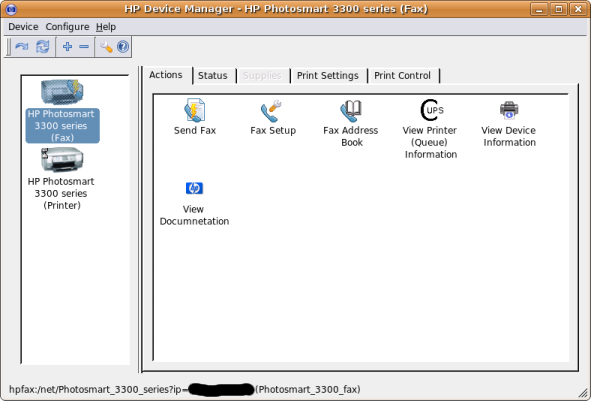 HP Device Manager - HP Photosmart 3300 series (Fax)
Device Configure Help
Actions Status Supplies Print Settings Print Control
HP Photosmart
3300 series
(Fax)
HP Photosmart
3300 series
(Printer)
Send Fax
Fax Setup
Fax Address
Book
CUPS
View Printer
(Queue)
Information
View Device
Information
hp
View
Documnetation
hpfax:/net/Photosmart_3300_series?ip=
(Photosmart_3300_fax)